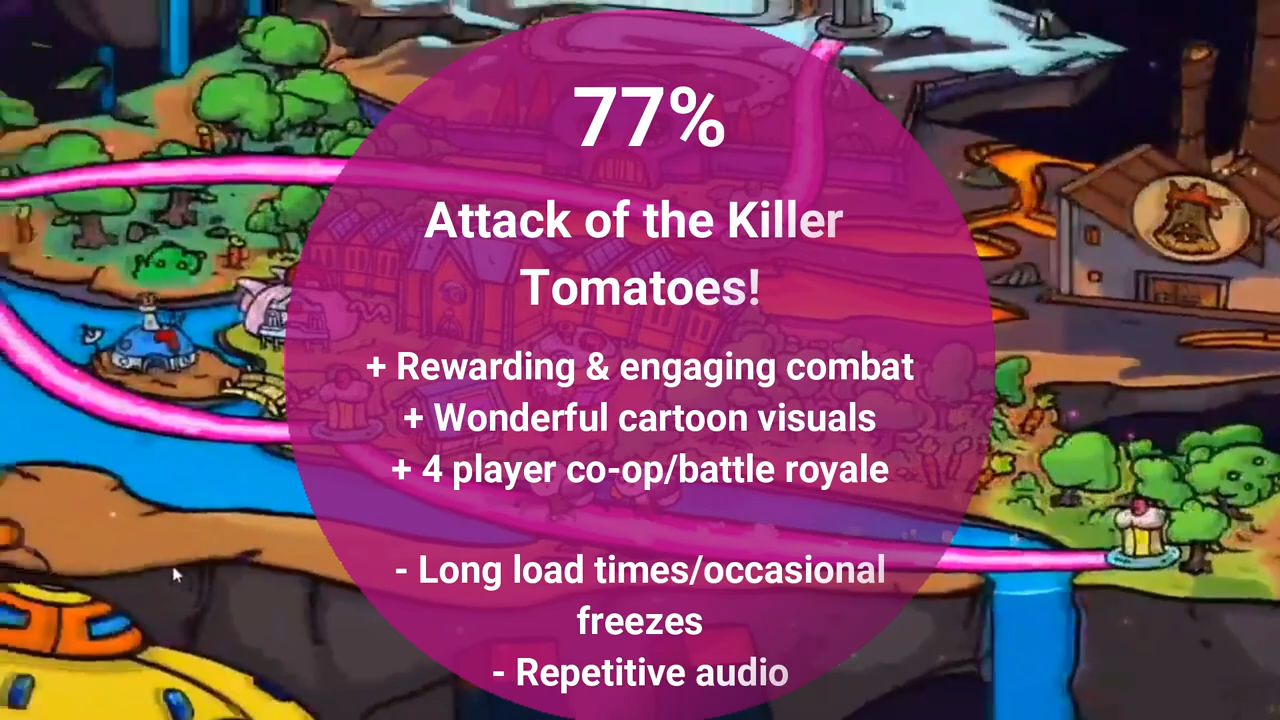 77%
Attack of the Killer
Tomatoes!
+ Rewarding & engaging combat
+ Wonderful cartoon visuals
+ 4 player co-op/battle royale
- Long load times/occasional
freezes
- Repetitive audio